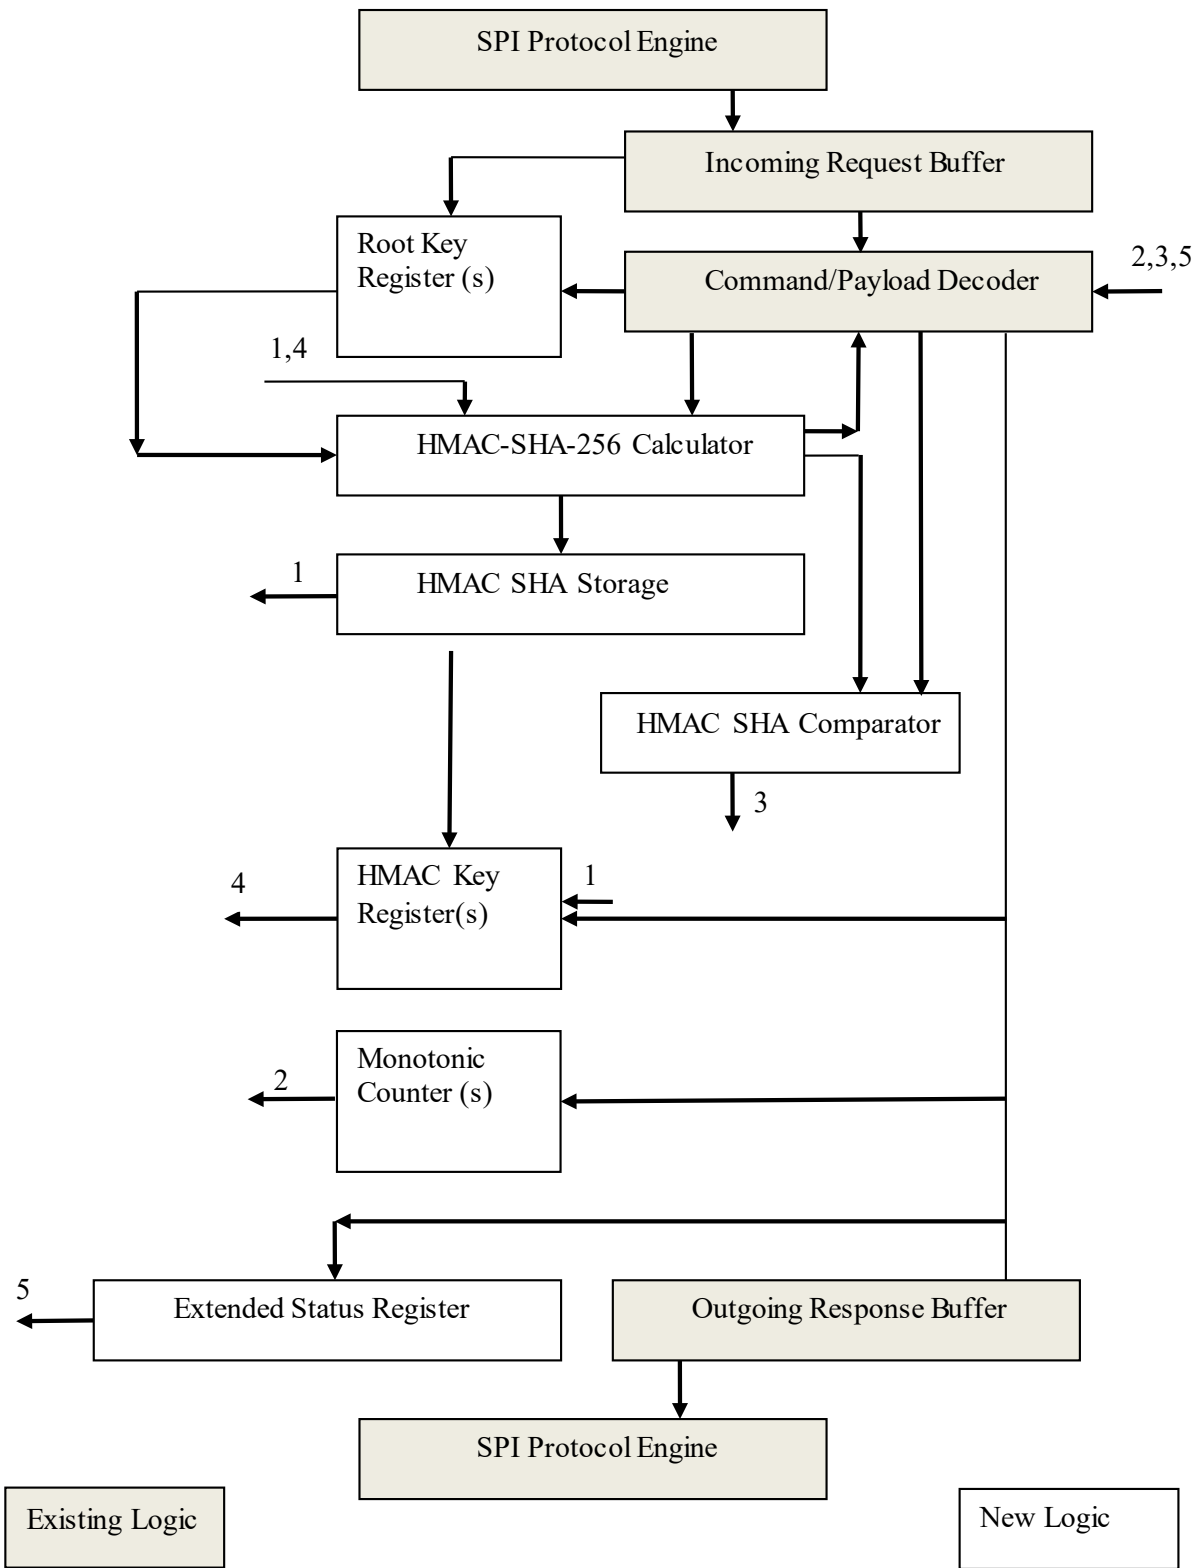 SPI Protocol Engine
Incoming Request Buffer
Root Key
Register (s)
Command/Payload Decoder
2,3,5
1,4
HMAC-SHA-256 Calculator
HMAC SHA Storage
1
HMAC SHA Comparator
3
HMAC Key
Register(s)
1
4
Monotonic
Counter (s)
2
Extended Status Register
5
Outgoing Response Buffer
SPI Protocol Engine
Existing Logic
New Logic